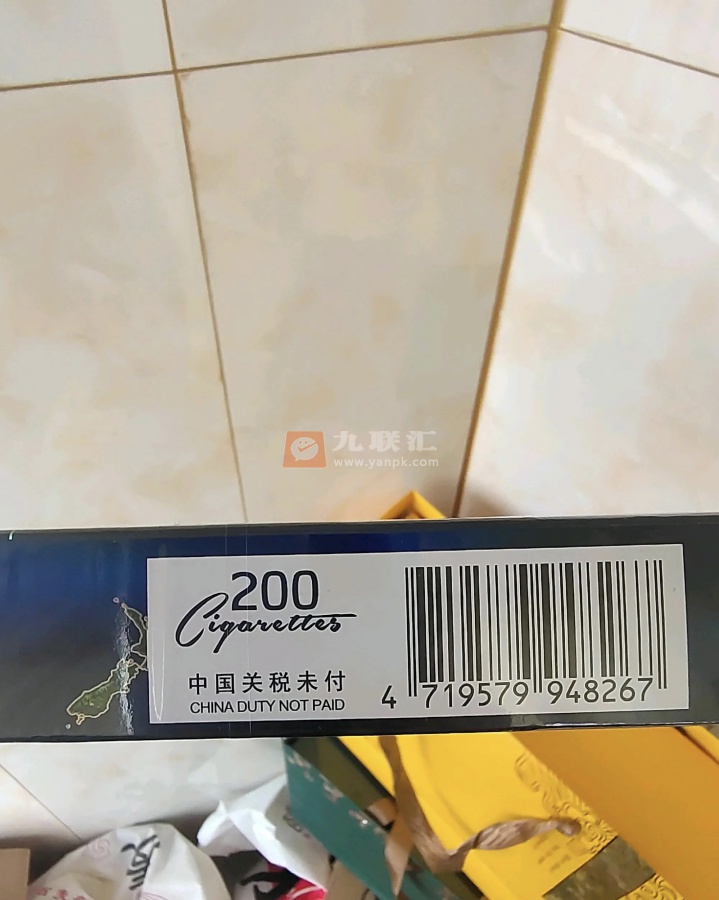 九联汇
www.yanpk.com
200
Cigarettes
中国关税未付
CHINA DUTY NOT PAID
4 719579 948267